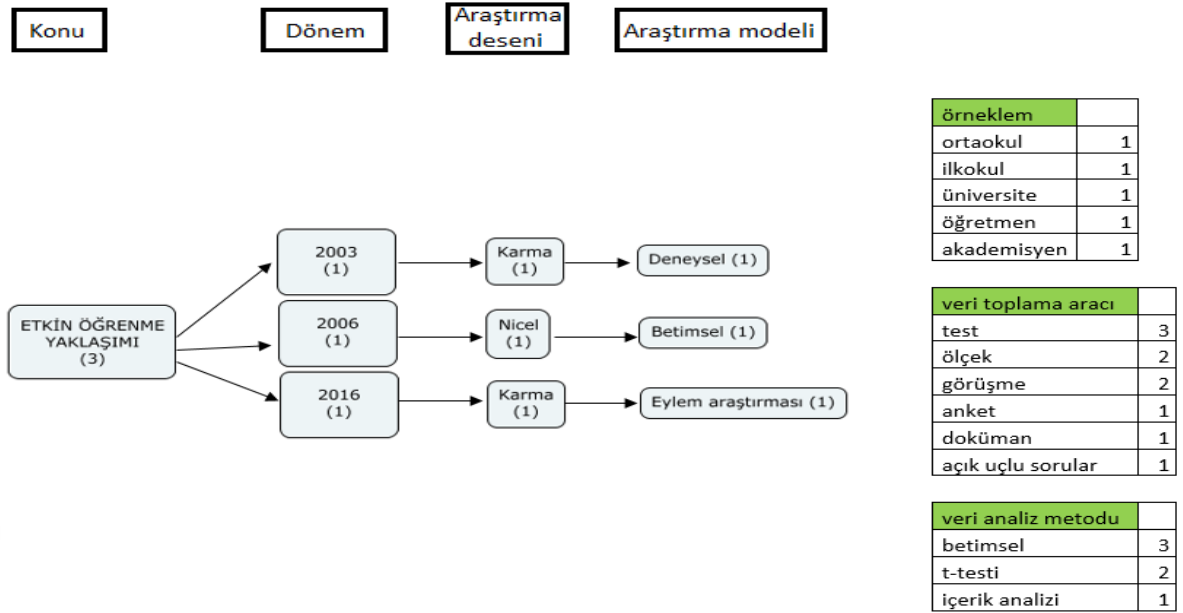 Konu
Dönem
Araştırma
deseni
Araştırma modeli
ETKİN ÖĞRENME
YAKLAŞIMI
(3)
2003
(1)
Karma
(1)
Deneysel (1)
2006
(1)
Nicel
(1)
Betimsel (1)
2016
(1)
Karma
(1)
Eylem araştırması (1)
örneklem
ortaokul 1
ilkokul 1
üniversite 1
öğretmen 1
akademisyen 1
veri toplama aracı
test 3
ölçek 2
görüşme 2
anket 1
doküman 1
açık uçlu sorular 1
veri analiz metodu
betimsel 3
t-testi 2
içerik analizi 1